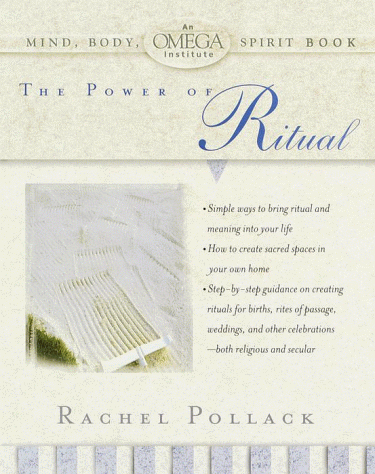 An
MIND, BODY, OMEGA SPIRIT BOOK
Institute
THE POWER OF
Ritual
•Simple ways to bring ritual and
meaning into your life
•How to create sacred spaces in
your own home
•Step-by-step guidance on creating
rituals for births, rites of passage,
weddings, and other celebrations
—both religious and secular
RACHEL POLLACK